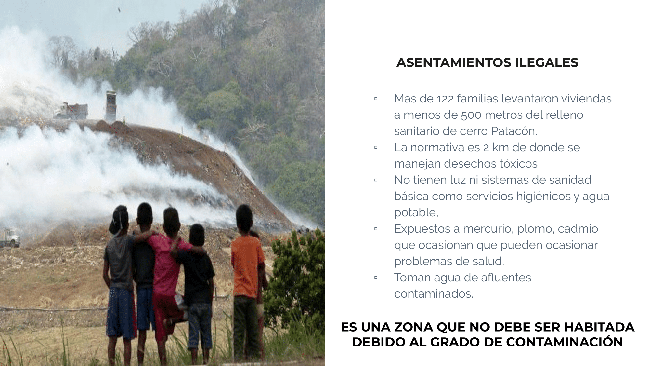 ASENTAMIENTOS ILEGALES
▫ Mas de 122 familias levantaron viviendas
a menos de 500 metros del relleno
sanitario de cerro Patacón.
▫ La normativa es 2 km de donde se
manejan desechos tóxicos
▫ No tienen luz ni sistemas de sanidad
básica como servicios higiénicos y agua
potable,
▫ Expuestos a mercurio, plomo, cadmio
que ocasionan que pueden ocasionar
problemas de salud.
▫ Toman agua de afluentes
contaminados.
ES UNA ZONA QUE NO DEBE SER HABITADA
DEBIDO AL GRADO DE CONTAMINACIÓN